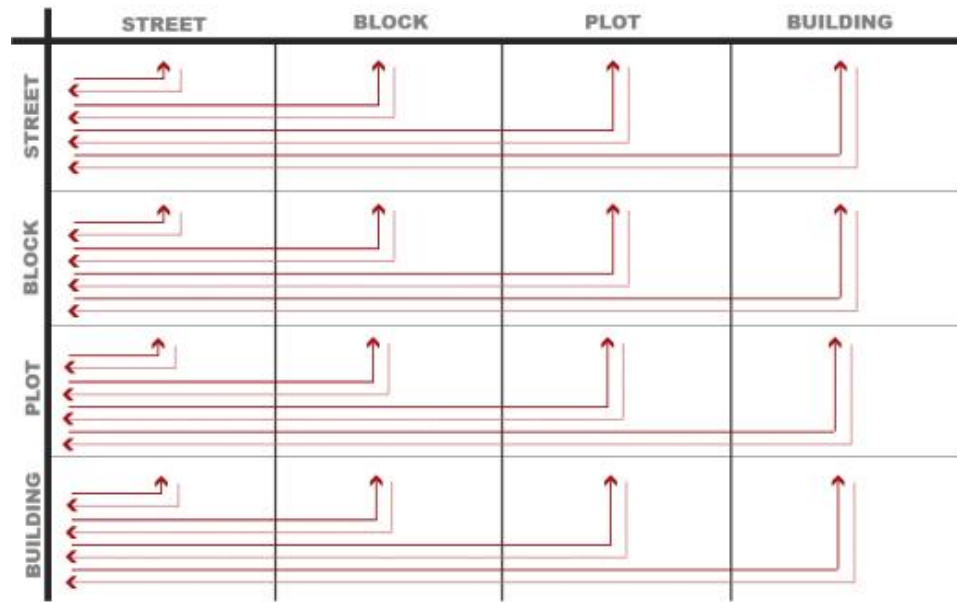 STREET BLOCK PLOT BUILDING
STREET
BLOCK
PLOT
BUILDING